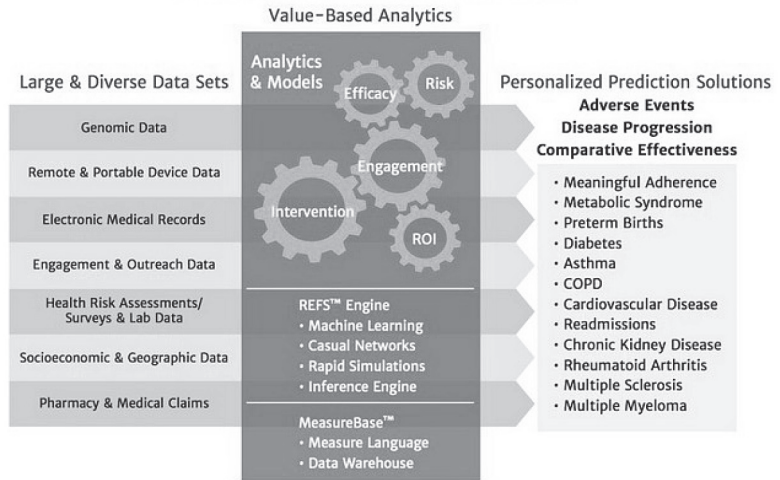 Value-Based Analytics
Large & Diverse Data Sets
Genomic Data
Remote & Portable Device Data
Electronic Medical Records
Engagement & Outreach Data
Health Risk Assessments/
Surveys & Lab Data
Socioeconomic & Geographic Data
Pharmacy & Medical Claims
Analytics
& Models
Efficacy
Risk
Engagement
Intervention
ROI
REFS™ Engine
• Machine Learning
• Casual Networks
• Rapid Simulations
• Inference Engine
MeasureBase™
• Measure Language
• Data Warehouse
Personalized Prediction Solutions
Adverse Events
Disease Progression
Comparative Effectiveness
• Meaningful Adherence
• Metabolic Syndrome
• Preterm Births
• Diabetes
• Asthma
• COPD
• Cardiovascular Disease
• Readmissions
• Chronic Kidney Disease
• Rheumatoid Arthritis
• Multiple Sclerosis
• Multiple Myeloma